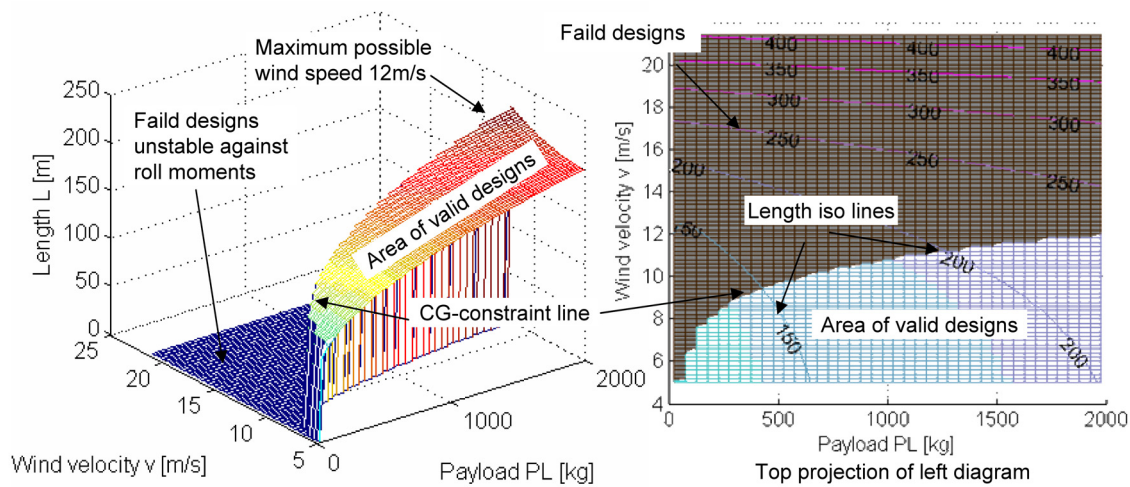 Maximum possible
wind speed 12m/s
Faild designs
unstable against
roll moments
Area of valid designs
CG-constraint line
Length L [m]
250
200
150
100
50
0
25
20
15
10
5
0
1000
2000
Wind velocity v [m/s]
Payload PL [kg]
Faild designs
400
400
400
350
350
350
300
300
300
250
250
250
200
150
Length iso lines
200
150
200
Area of valid designs
Wind velocity v [m/s]
20
18
16
14
12
10
8
6
4
0
500
1000
1500
2000
Payload PL [kg]
Top projection of left diagram